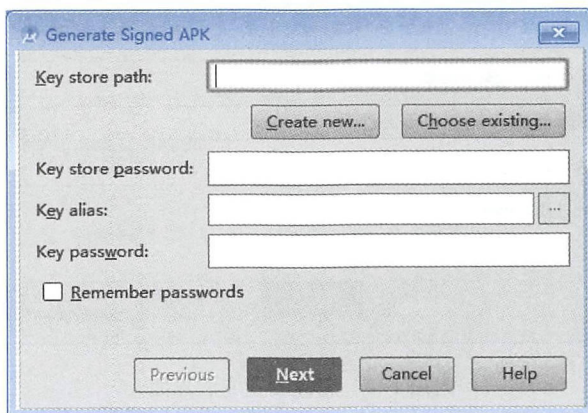 Generate Signed APK
Key store path:
Create new... Choose existing...
Key store password:
Key alias: ...
Key password:
Remember passwords
Previous Next Cancel Help